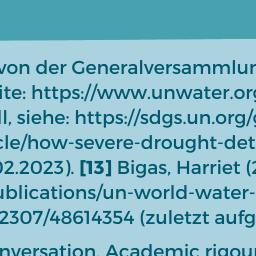 von der Generalversammlun
ite: https://www.unwater.org
ll, siehe: https://sdgs.un.org/g
cle/how-severe-drought-det
02.2023). [13] Bigas, Harriet (2
ublications/un-world-water-
2307/48614354 (zuletzt aufg
nversation. Academic rigour